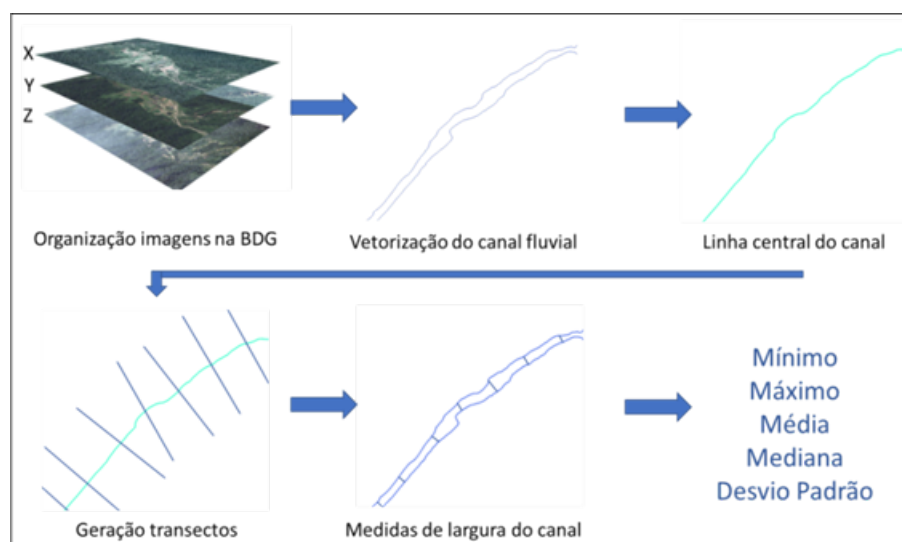 X
Y
Z
Organização imagens na BDG
Vetorização do canal fluvial
Linha central do canal
Geração transectos
Medidas de largura do canal
Mínimo
Máximo
Média
Mediana
Desvio Padrão